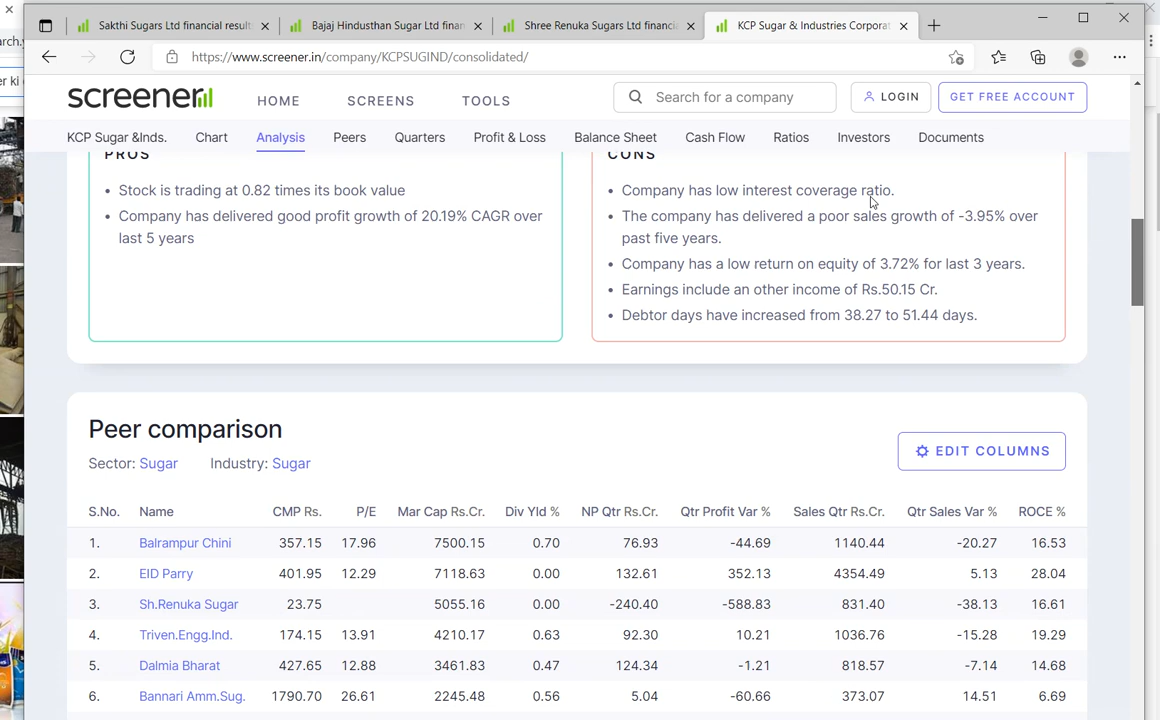 Sakthi Sugars Ltd financial result
Bajaj Hindusthan Sugar Ltd finan
Shree Renuka Sugars Ltd financia
KCP Sugar & Industries Corporat
https://www.screener.in/company/KCPSUGIND/consolidated/
screener
HOME
SCREENS
TOOLS
Search for a company
LOGIN
GET FREE ACCOUNT
KCP Sugar &Inds. Chart Analysis Peers Quarters Profit & Loss Balance Sheet Cash Flow Ratios Investors Documents
PROS
Stock is trading at 0.82 times its book value
Company has delivered good profit growth of 20.19% CAGR over
last 5 years
CONS
Company has low interest coverage ratio.
The company has delivered a poor sales growth of -3.95% over
past five years.
Company has a low return on equity of 3.72% for last 3 years.
Earnings include an other income of Rs.50.15 Cr.
Debtor days have increased from 38.27 to 51.44 days.
Peer comparison
Sector: Sugar Industry: Sugar
EDIT COLUMNS
S.No. Name CMP Rs. P/E Mar Cap Rs.Cr. Div Yld % NP Qtr Rs.Cr. Qtr Profit Var % Sales Qtr Rs.Cr. Qtr Sales Var % ROCE %
1. Balrampur Chini 357.15 17.96 7500.15 0.70 76.93 -44.69 1140.44 -20.27 16.53
2. EID Parry 401.95 12.29 7118.63 0.00 132.61 352.13 4354.49 5.13 28.04
3. Sh.Renuka Sugar 23.75 5055.16 0.00 -240.40 -588.83 831.40 -38.13 16.61
4. Triven.Engg.Ind. 174.15 13.91 4210.17 0.63 92.30 10.21 1036.76 -15.28 19.29
5. Dalmia Bharat 427.65 12.88 3461.83 0.47 124.34 -1.21 818.57 -7.14 14.68
6. Bannari Amm.Sug. 1790.70 26.61 2245.48 0.56 5.04 -60.66 373.07 14.51 6.69